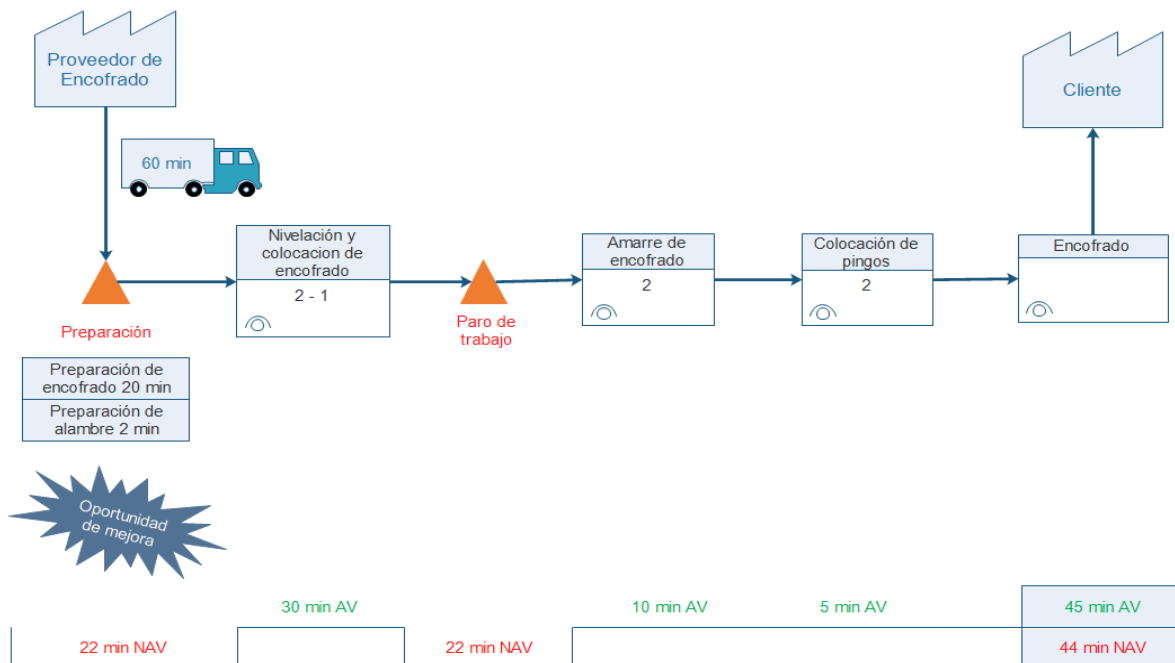 Proveedor de
Encofrado
Cliente
60 min
Nivelación y
colocacion de
encofrado
2 - 1
Amarre de
encofrado
2
Colocación de
pingos
2
Encofrado
Preparación
Paro de
trabajo
Preparación de
encofrado 20 min
Preparación de
alambre 2 min
Oportunidad
de mejora
30 min AV
10 min AV
5 min AV
45 min AV
22 min NAV
22 min NAV
44 min NAV